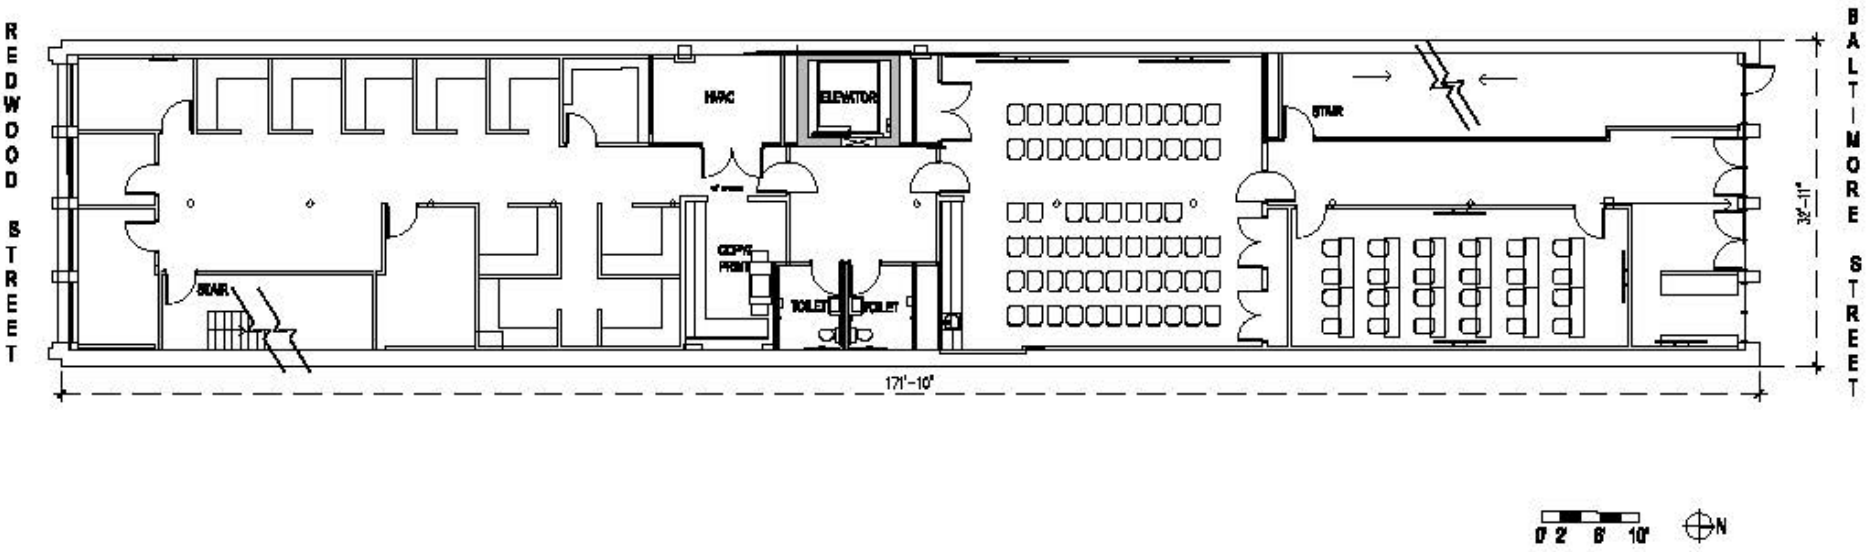 REDWOOD STREET
BALTIMORE STREET
HVAC
ELEVATOR
STAIR
32'-11"
COPY/
PRINT
STAIR
TOILET
TOILET
171'-10"
N
0' 2' 6' 10'